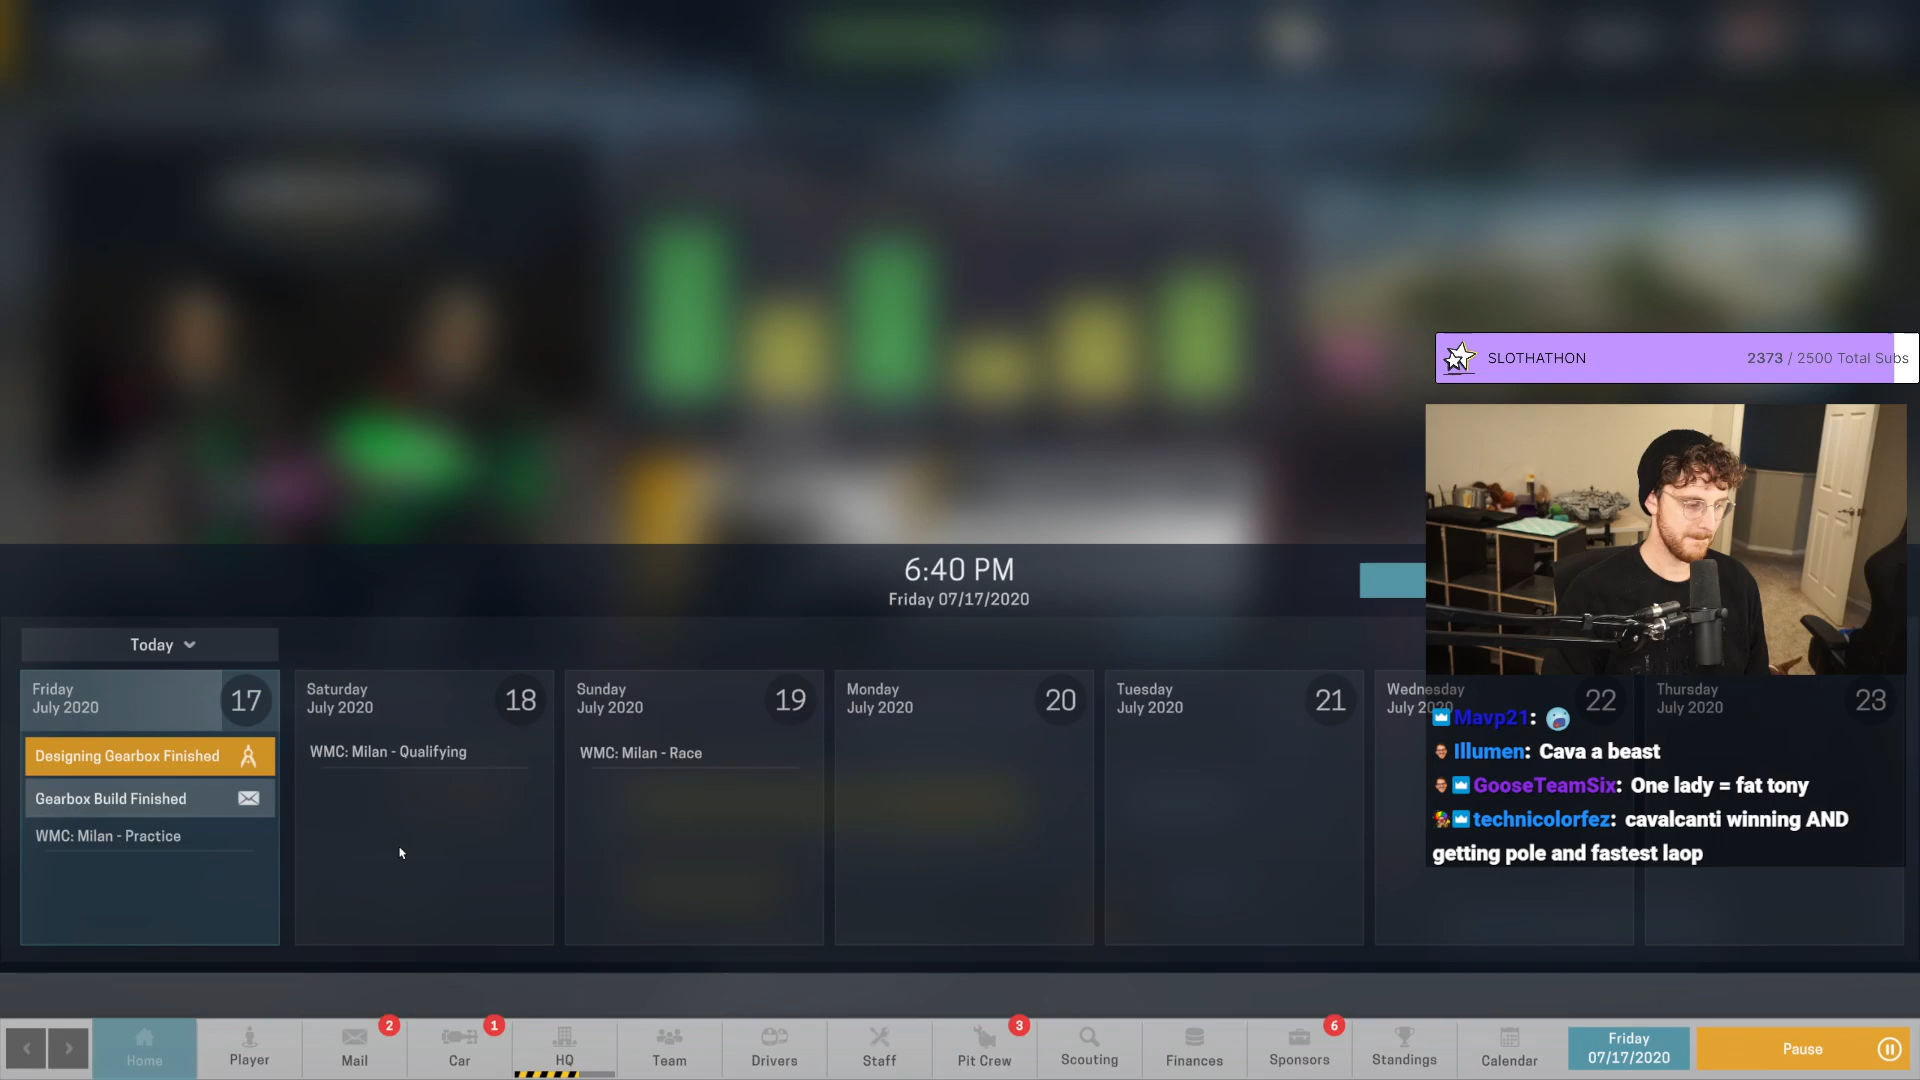 SLOTHATHON
2373 / 2500 Total Subs
6:40 PM
Friday 07/17/2020
Today
Friday
July 2020
17
Designing Gearbox Finished
Gearbox Build Finished
WMC: Milan - Practice
Saturday
July 2020
18
WMC: Milan - Qualifying
Sunday
July 2020
19
WMC: Milan - Race
Monday
July 2020
20
Tuesday
July 2020
21
Wednesday
July 2020
22
Thursday
July 2020
23
Mavp21:
Illumen: Cava a beast
GooseTeamSix: One lady = fat tony
technicolorfez: cavalcanti winning AND
getting pole and fastest laop
Home
Player
Mail
2
Car
1
HQ
Team
Drivers
Staff
Pit Crew
3
Scouting
Finances
Sponsors
6
Standings
Calendar
Friday
07/17/2020
Pause